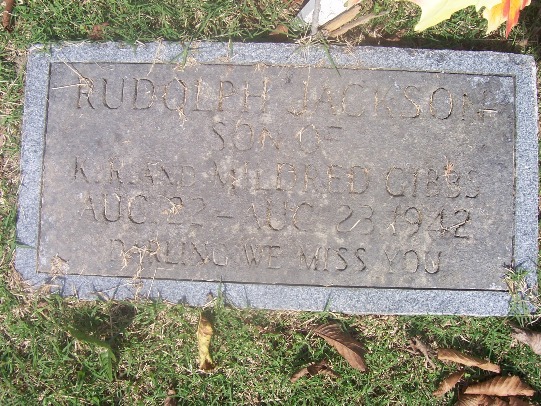 RUDOLPH JACKSON
SON OF
K. R. AND MILDRED GIBBS
AUG. 22 - AUG. 23 1942
DARLING WE MISS YOU